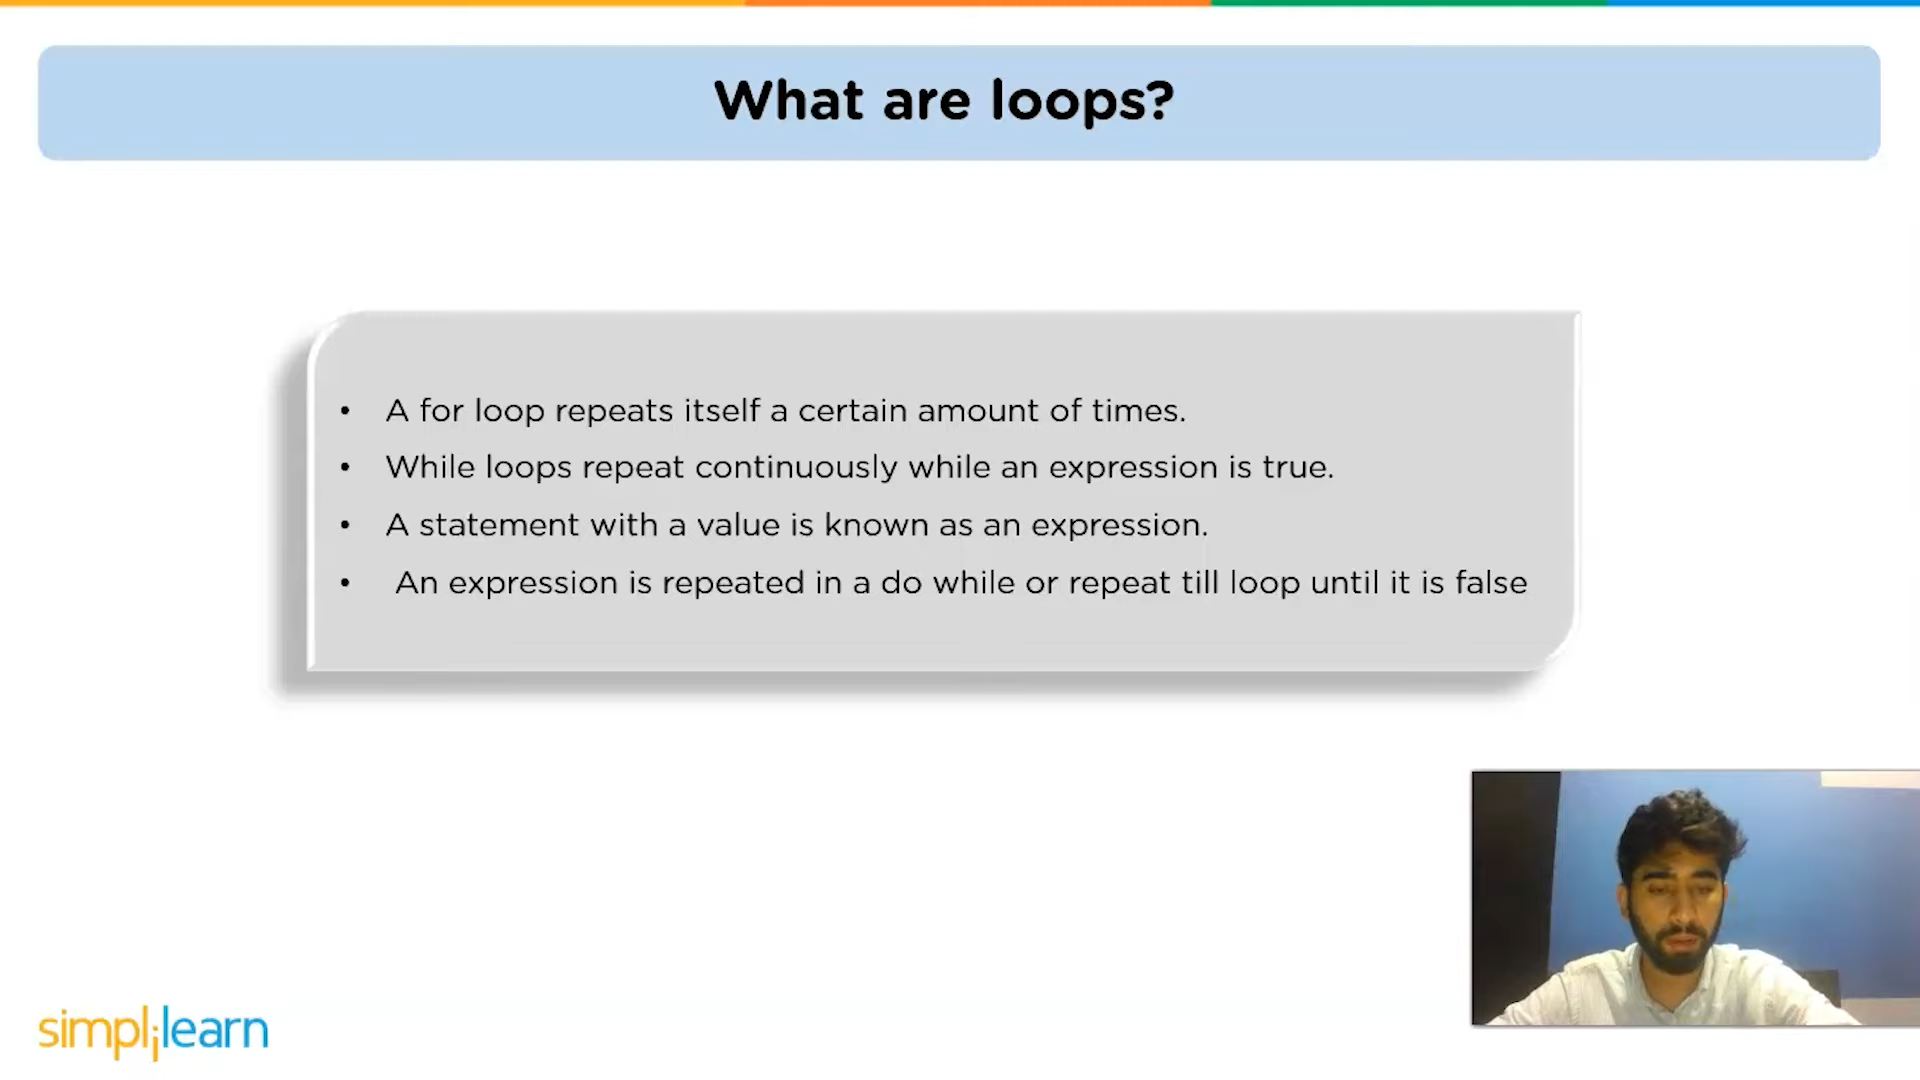 What are loops?
• A for loop repeats itself a certain amount of times.
• While loops repeat continuously while an expression is true.
• A statement with a value is known as an expression.
• An expression is repeated in a do while or repeat till loop until it is false
simplilearn